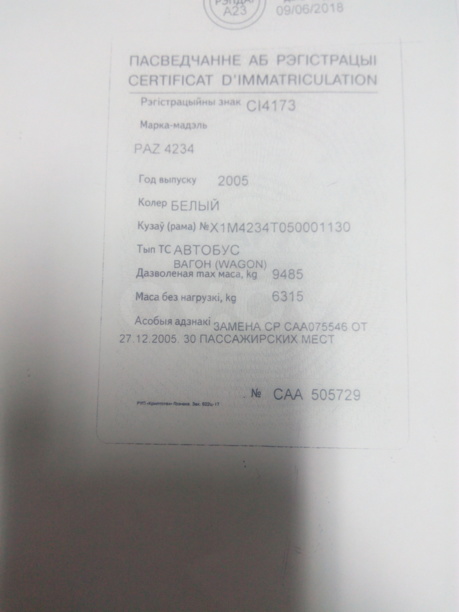 A23
09/06/2018
ПАСВЕДЧАННЕ АБ РЭГІСТРАЦЫІ
CERTIFICAT D'IMMATRICULATION
Рэгістрацыйны знак CI4173
Марка-мадэль
PAZ 4234
Год выпуску 2005
Колер БЕЛЫЙ
Кузаў (рама) № X1M4234T050001130
Тып ТС АВТОБУС
ВАГОН (WAGON)
Дазволеная max маса, kg 9485
Маса без нагрузкі, kg 6315
Асобыя адзнакі ЗАМЕНА СР САА075546 ОТ
27.12.2005, 30 ПАССАЖИРСКИХ МЕСТ
№ САА 505729